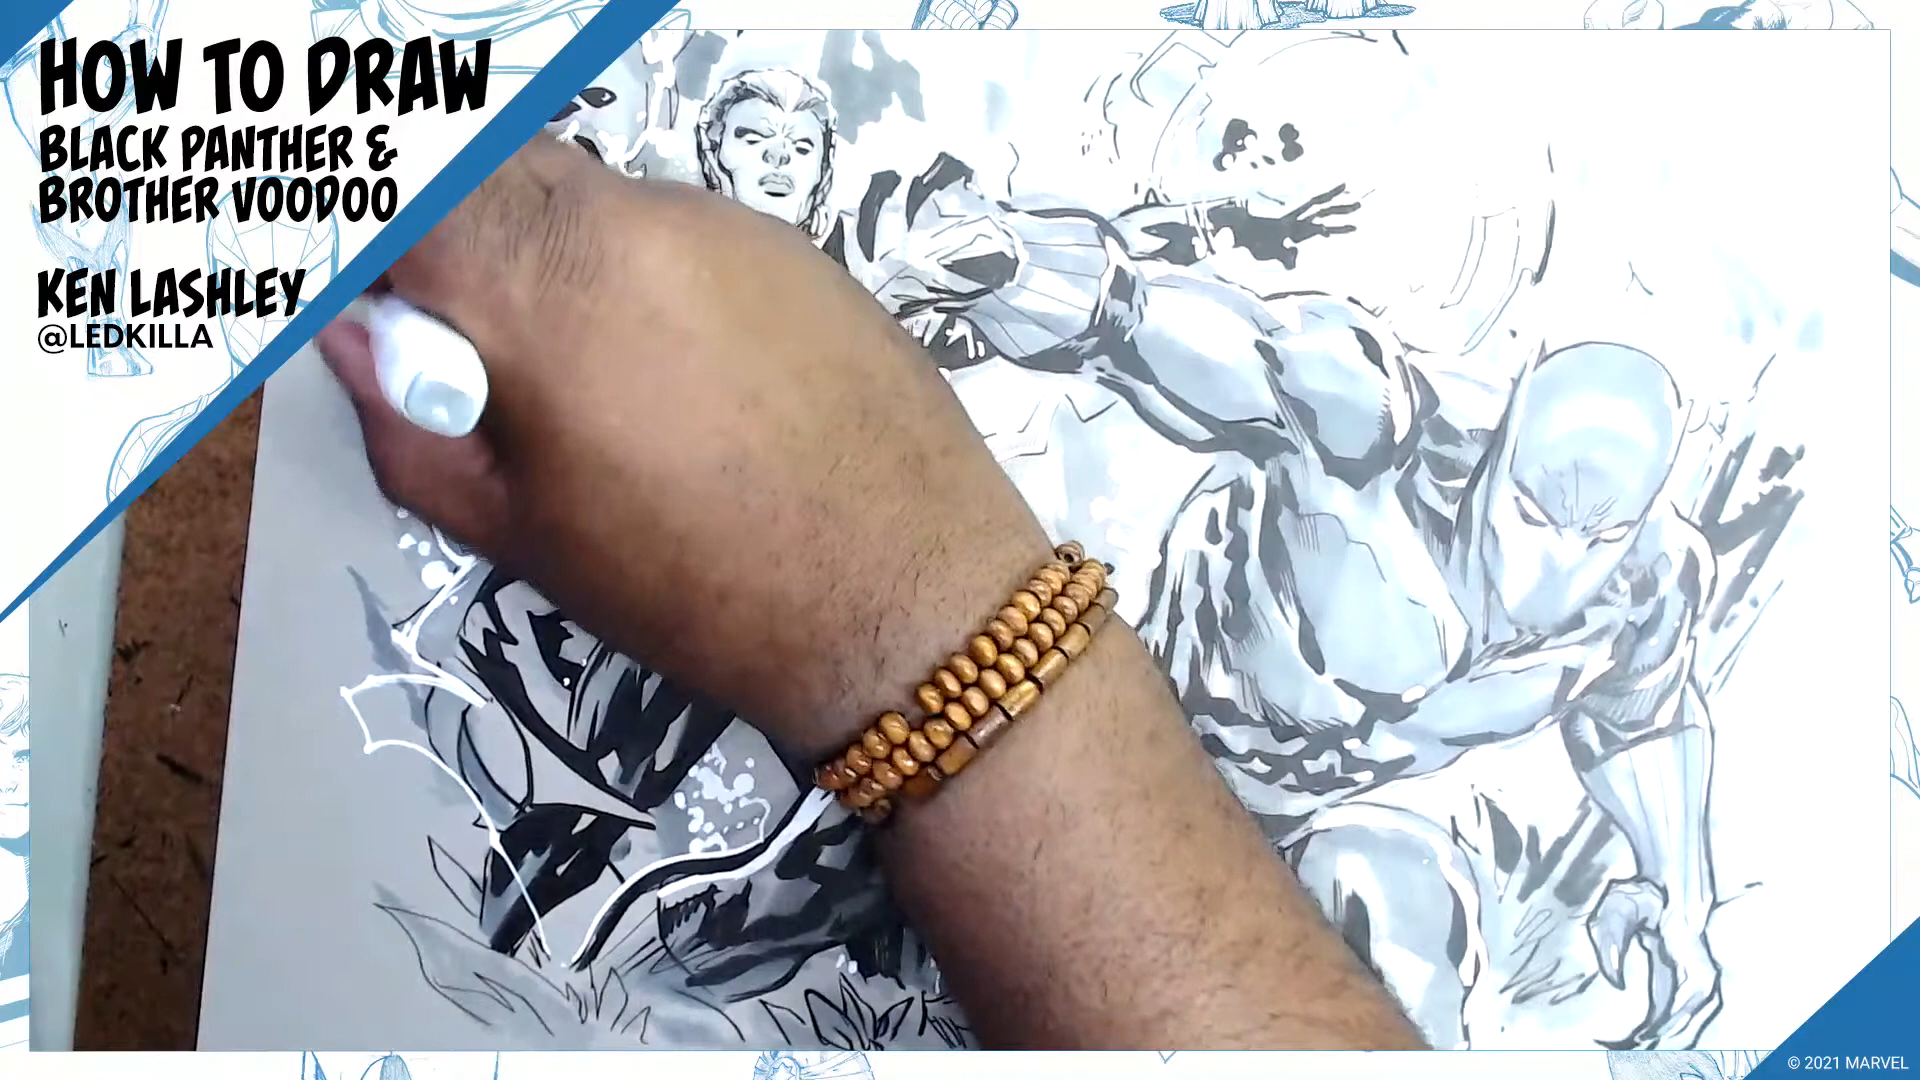 HOW TO DRAW
BLACK PANTHER &
BROTHER VOODOO
KEN LASHLEY
@LEDKILLA
© 2021 MARVEL